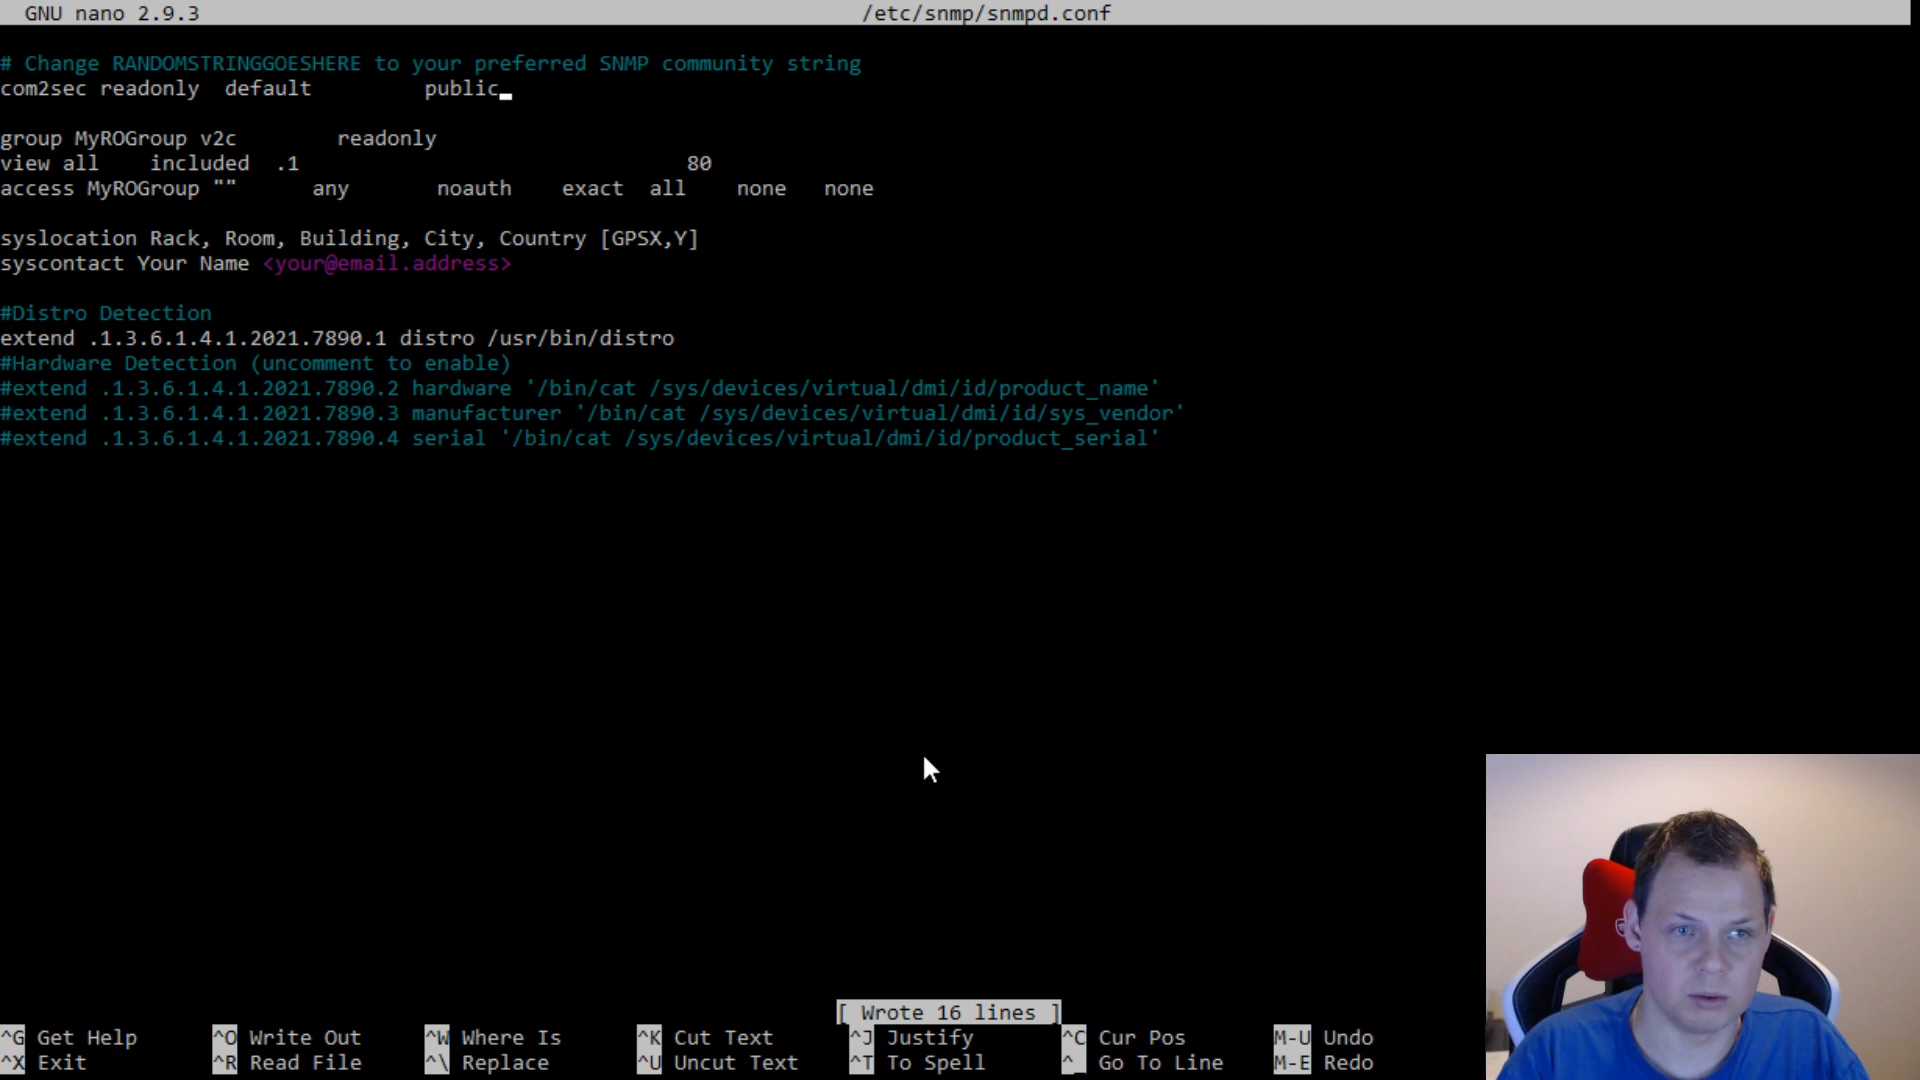 GNU nano 2.9.3 /etc/snmp/snmpd.conf
# Change RANDOMSTRINGGOESHERE to your preferred SNMP community string
com2sec readonly default public
group MyROGroup v2c readonly
view all included .1 80
access MyROGroup "" any noauth exact all none none
syslocation Rack, Room, Building, City, Country [GPSX,Y]
syscontact Your Name <your@email.address>
#Distro Detection
extend .1.3.6.1.4.1.2021.7890.1 distro /usr/bin/distro
#Hardware Detection (uncomment to enable)
#extend .1.3.6.1.4.1.2021.7890.2 hardware '/bin/cat /sys/devices/virtual/dmi/id/product_name'
#extend .1.3.6.1.4.1.2021.7890.3 manufacturer '/bin/cat /sys/devices/virtual/dmi/id/sys_vendor'
#extend .1.3.6.1.4.1.2021.7890.4 serial '/bin/cat /sys/devices/virtual/dmi/id/product_serial'
[ Wrote 16 lines ]
^G Get Help ^O Write Out ^W Where Is ^K Cut Text ^J Justify ^C Cur Pos M-U Undo
^X Exit ^R Read File ^\ Replace ^U Uncut Text ^T To Spell ^_ Go To Line M-E Redo